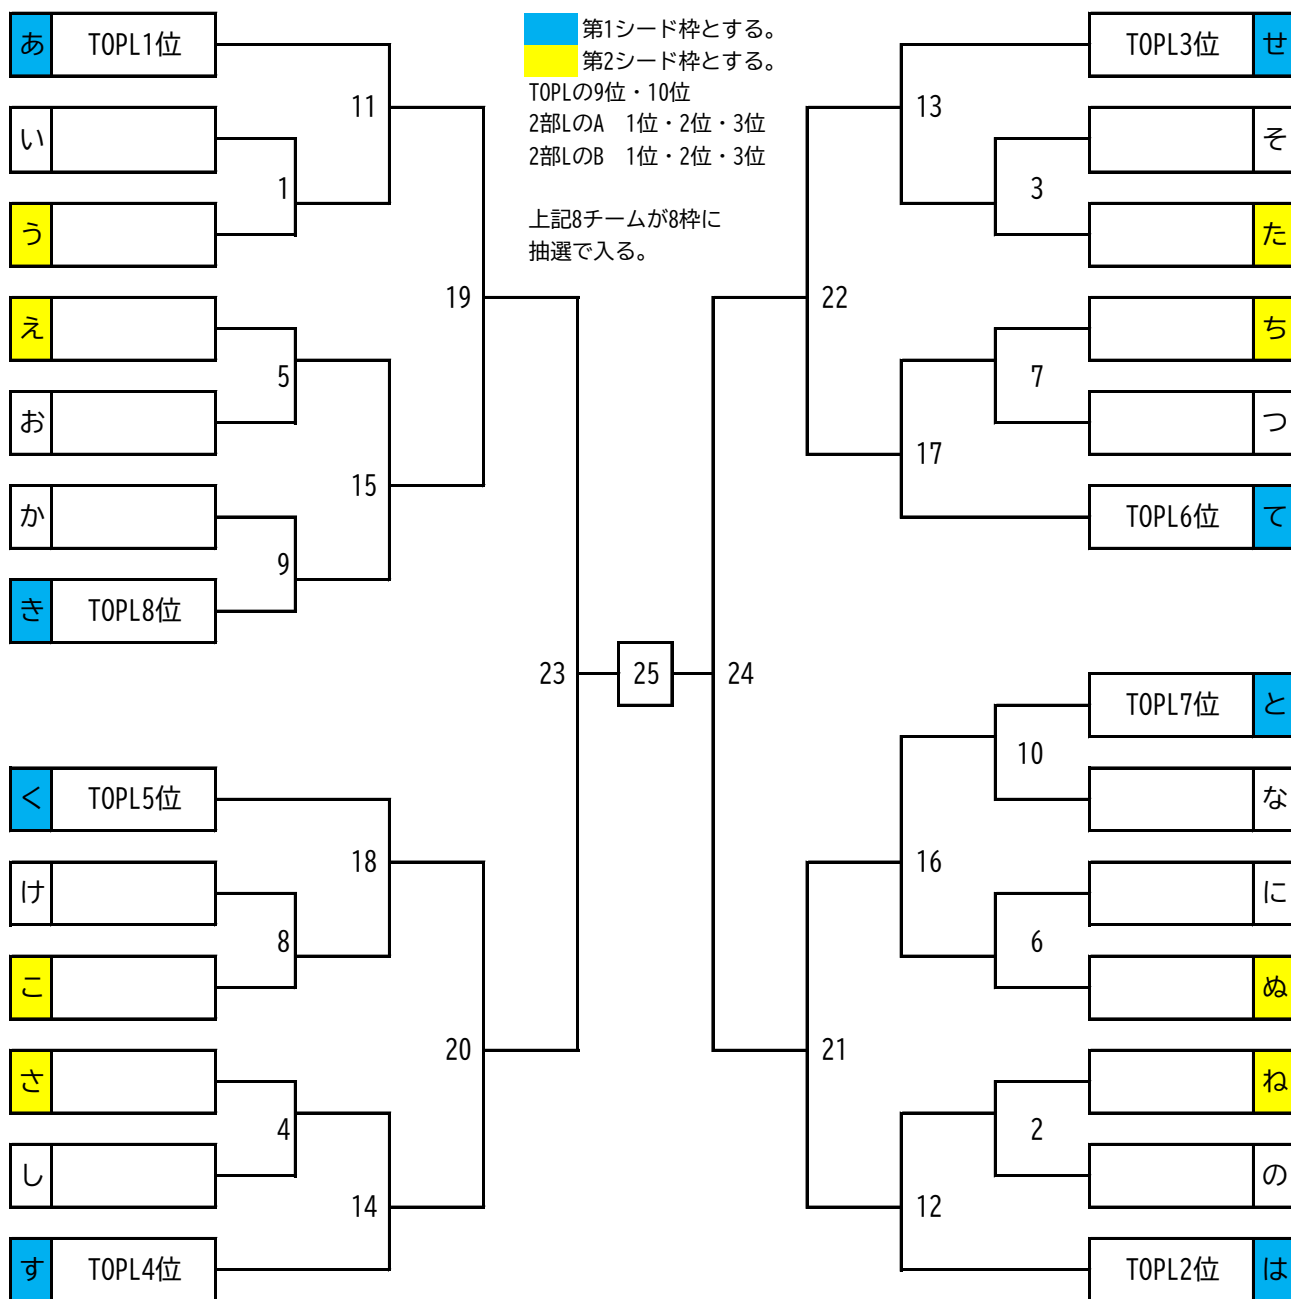 あ TOPL1位
い
う
え
お
か
き TOPL8位
く TOPL5位
け
こ
さ
し
す TOPL4位
11
1
19
5
15
9
23
18
8
20
4
14
第1シード枠とする。
第2シード枠とする。
TOPLの9位・10位
2部LのA 1位・2位・3位
2部LのB 1位・2位・3位
上記8チームが8枠に
抽選で入る。
25
13
3
22
7
17
24
10
16
6
21
2
12
TOPL3位 せ
そ
た
ち
つ
TOPL6位 て
TOPL7位 と
な
に
ぬ
ね
の
TOPL2位 は